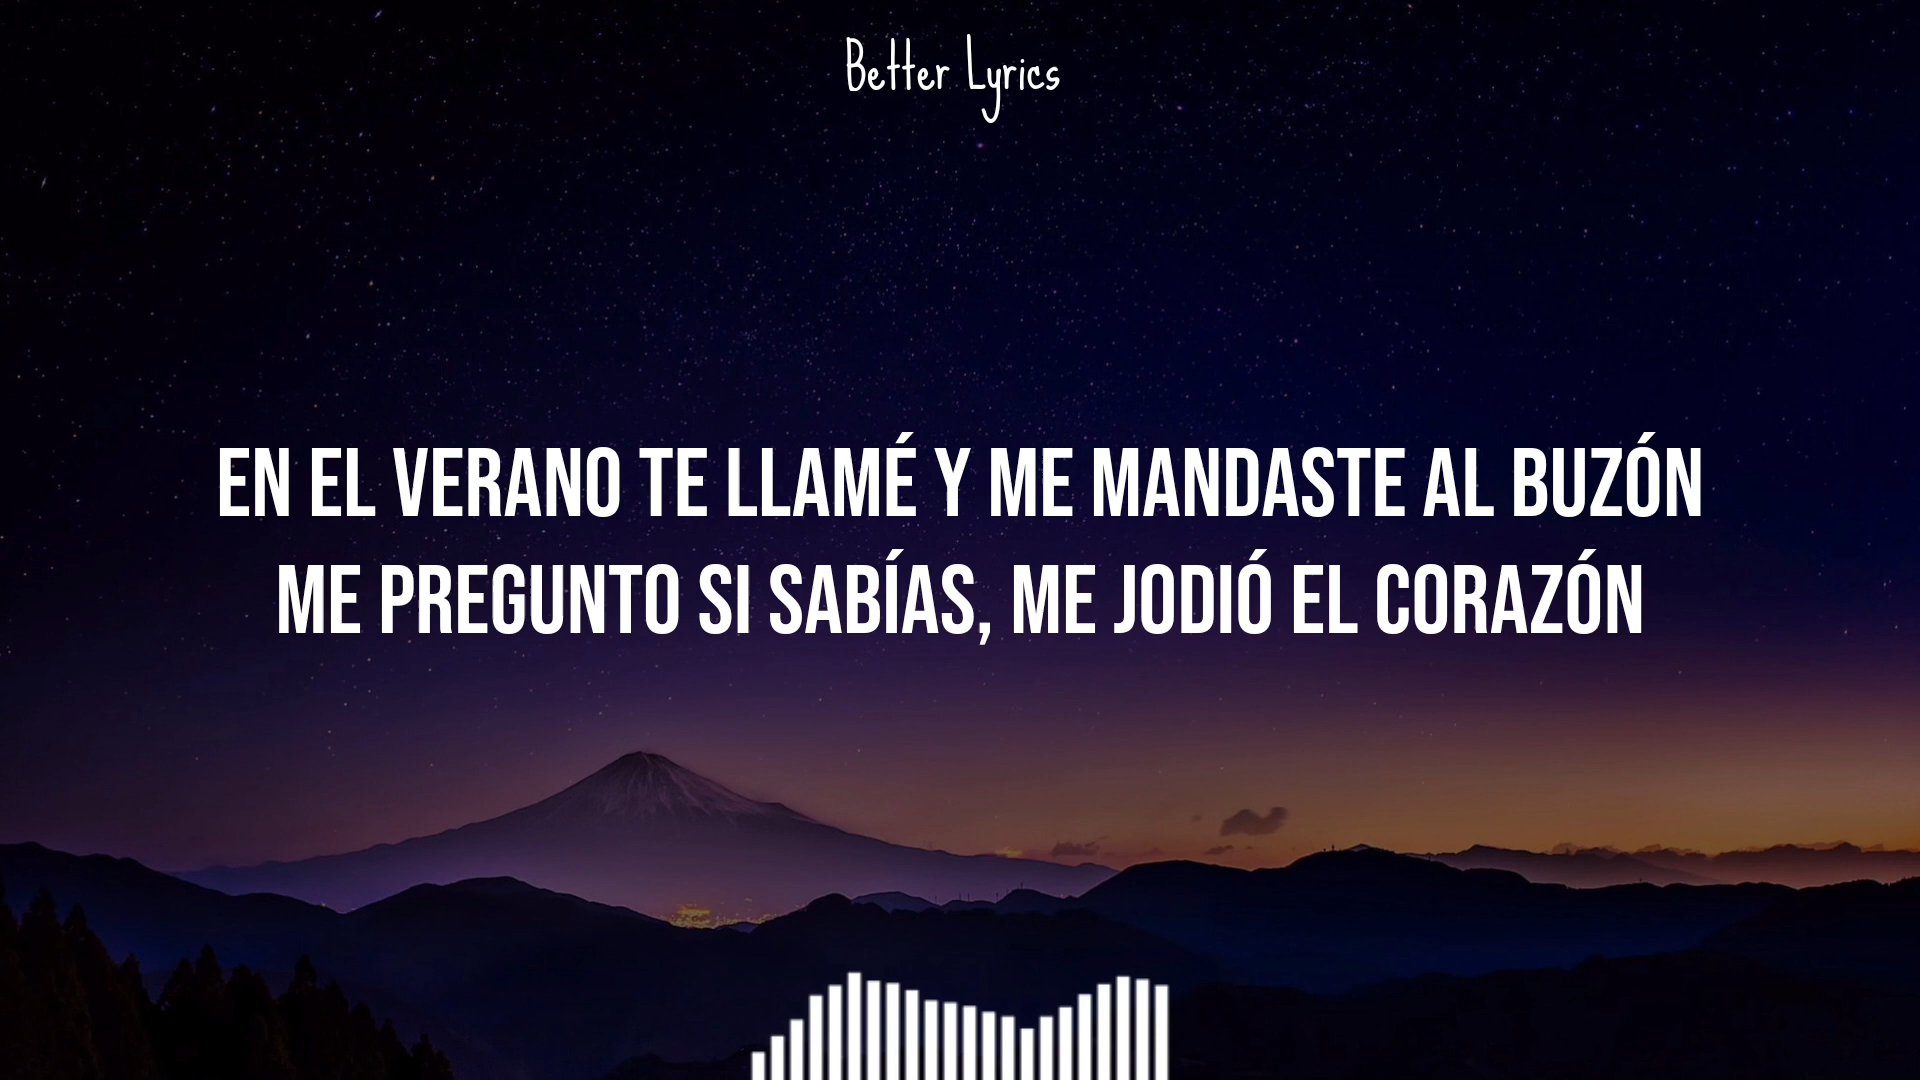 Better Lyrics
EN EL VERANO TE LLAMÉ Y ME MANDASTE AL BUZÓN
ME PREGUNTO SI SABÍAS, ME JODIÓ EL CORAZÓN